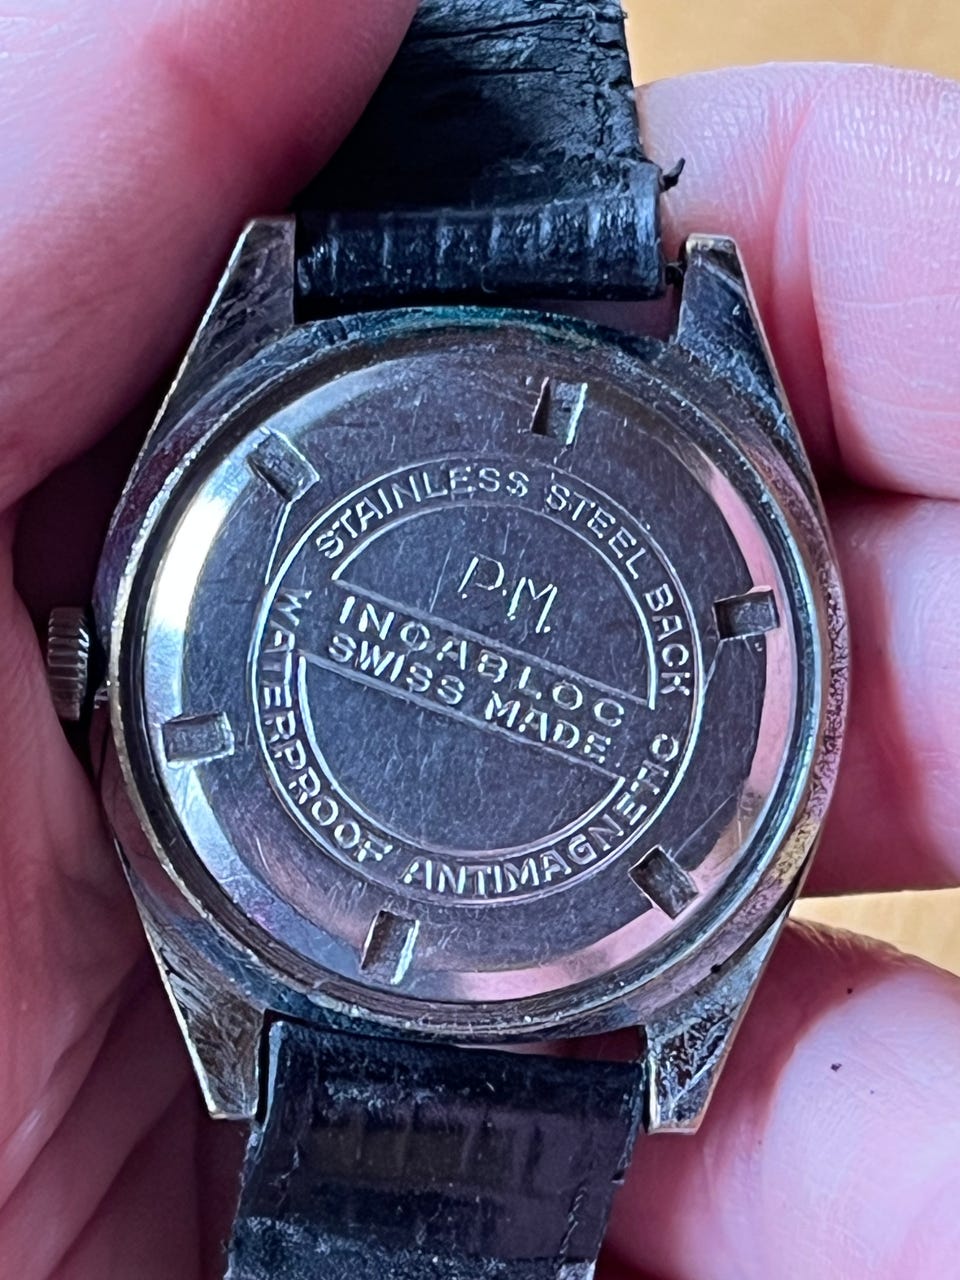 STAINLESS STEEL BACK
P.M.
INCABLOC
SWISS MADE
WATERPROOF ANTIMAGNETIC